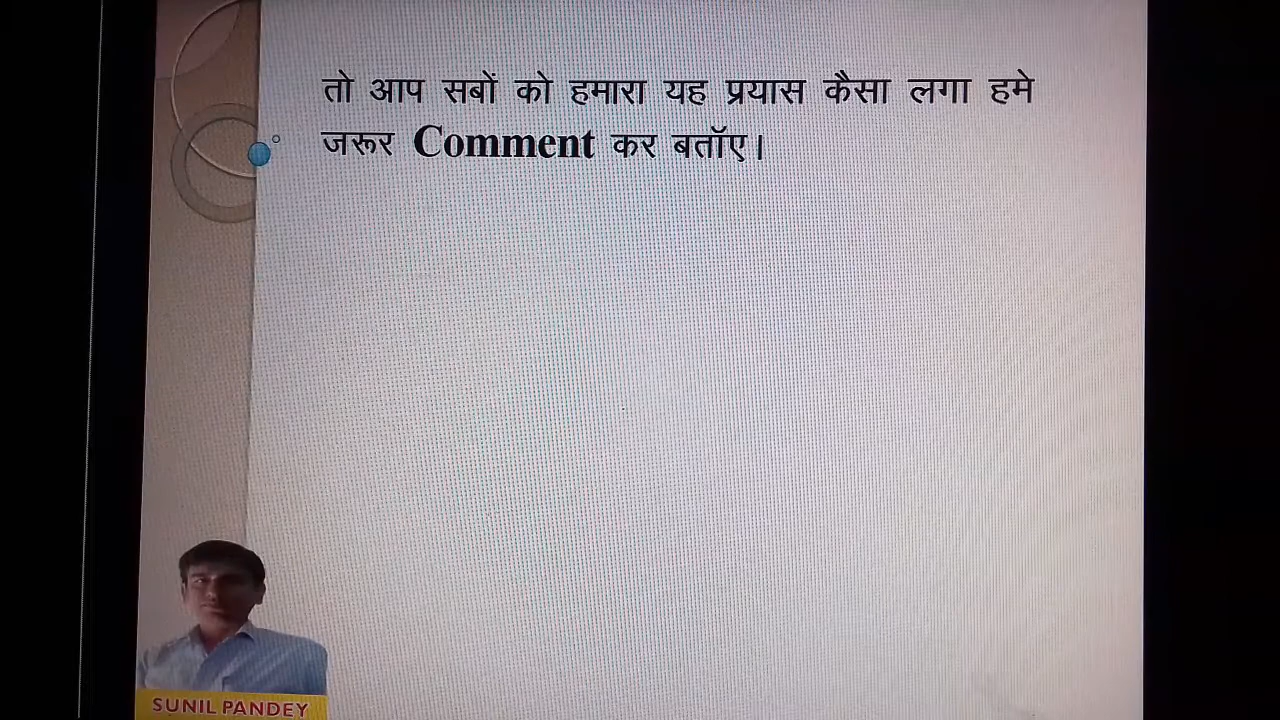 तो आप सबों को हमारा यह प्रयास कैसा लगा हमे
जरूर Comment कर बतॉए।
SUNIL PANDEY